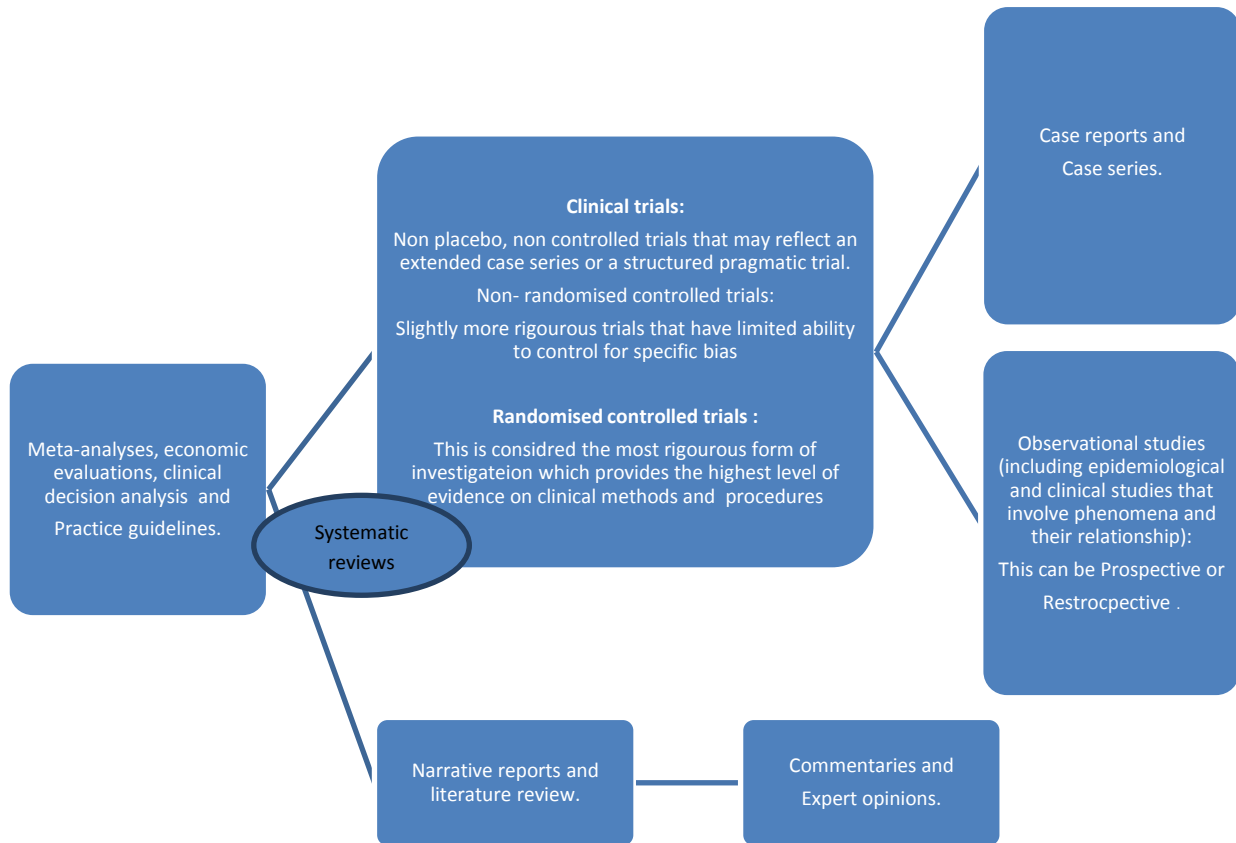 Meta-analyses, economic
evaluations, clinical
decision analysis and
Practice guidelines.
Systematic
reviews
Clinical trials:
Non placebo, non controlled trials that may reflect an
extended case series or a structured pragmatic trial.
Non- randomised controlled trials:
Slightly more rigourous trials that have limited ability
to control for specific bias
Randomised controlled trials :
This is considred the most rigourous form of
investigateion which provides the highest level of
evidence on clinical methods and procedures
Case reports and
Case series.
Observational studies
(including epidemiological
and clinical studies that
involve phenomena and
their relationship):
This can be Prospective or
Restrocpective .
Narrative reports and
literature review.
Commentaries and
Expert opinions.